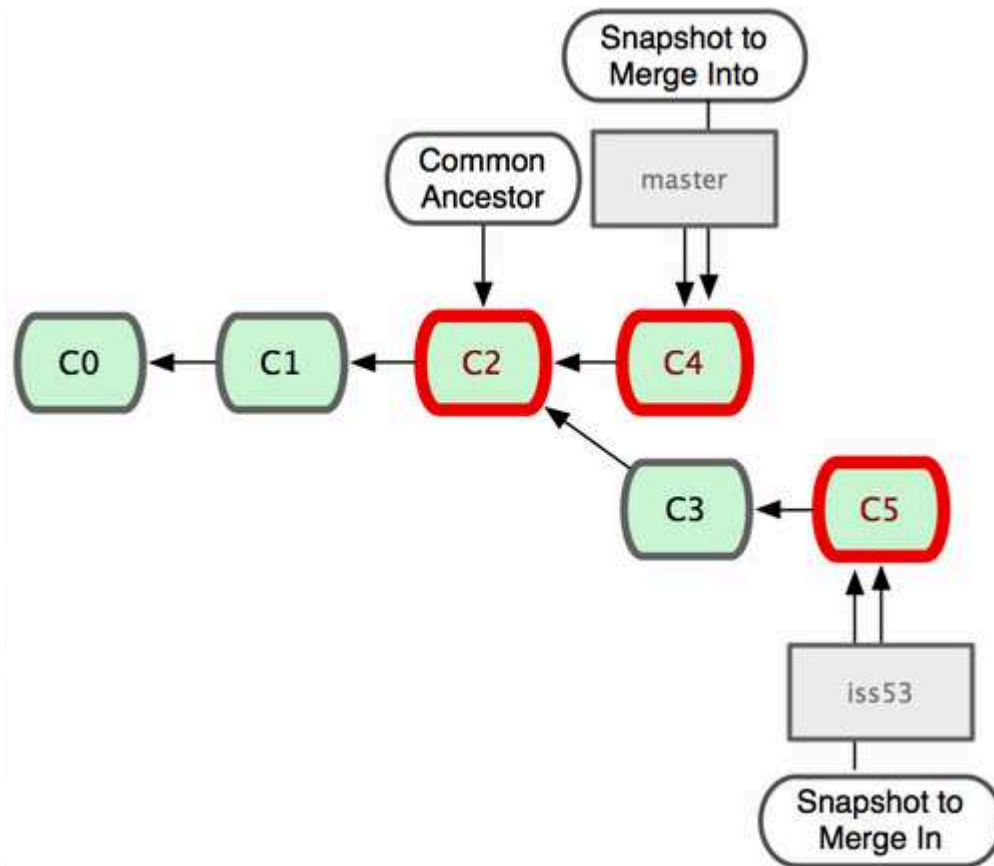 Snapshot to
Merge Into
Common
Ancestor
master
C0
C1
C2
C4
C3
C5
iss53
Snapshot to
Merge In